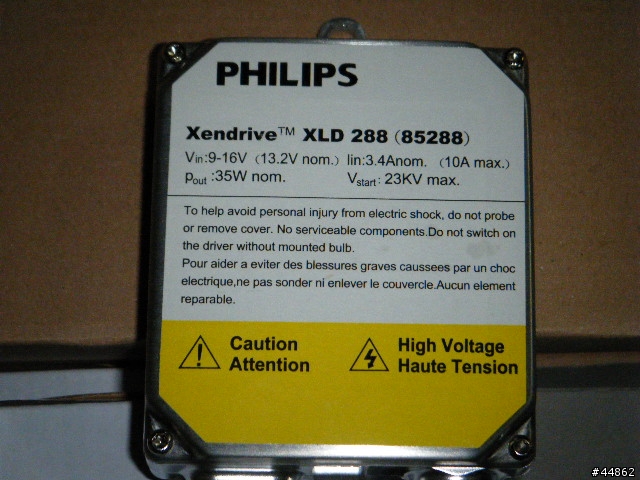 PHILIPS
Xendrive™ XLD 288 (85288)
Vin:9-16V (13.2V nom.) Iin:3.4Anom. (10A max.)
Pout :35W nom. Vstart : 23KV max.
To help avoid personal injury from electric shock, do not probe
or remove cover. No serviceable components.Do not switch on
the driver without mounted bulb.
Pour aider a eviter des blessures graves caussees par un choc
electrique,ne pas sonder ni enlever le couvercle.Aucun element
reparable.
Caution
Attention
High Voltage
Haute Tension
#44862